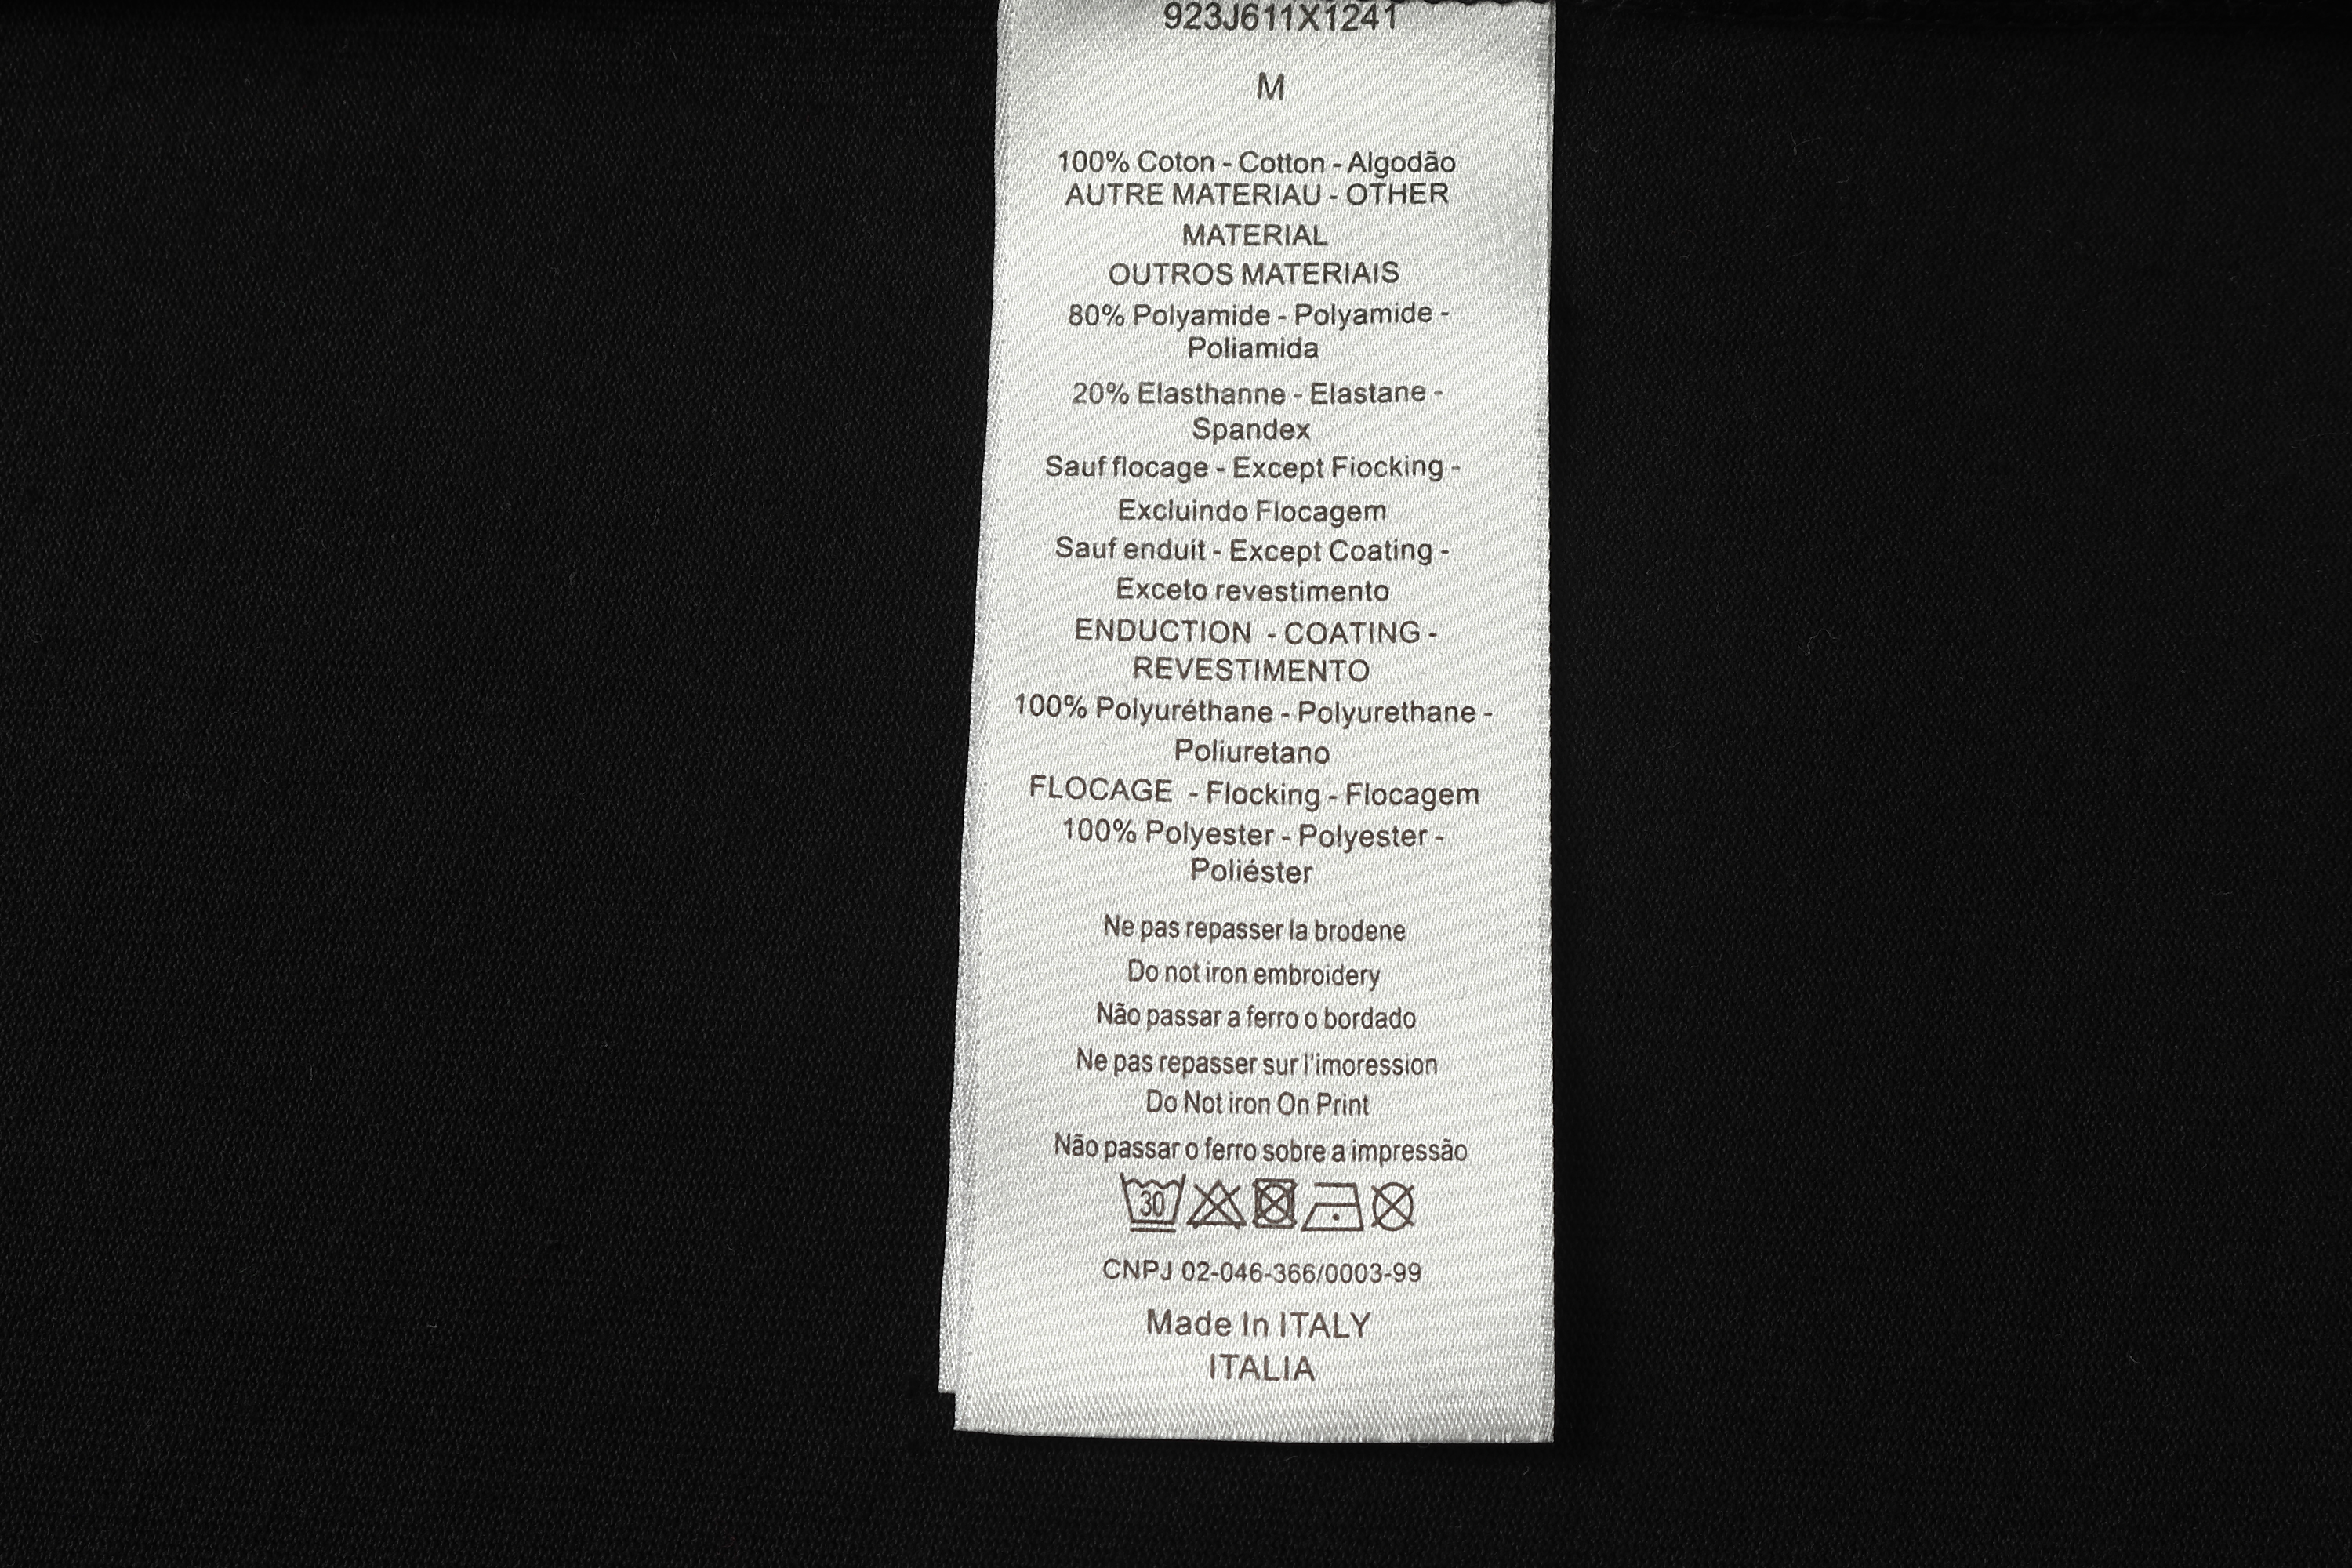 923J611X1241
M
100% Coton - Cotton - Algodão
AUTRE MATERIAU - OTHER
MATERIAL
OUTROS MATERIAIS
80% Polyamide - Polyamide -
Poliamida
20% Elasthanne - Elastane -
Spandex
Sauf flocage - Except Fiocking -
Excluindo Flocagem
Sauf enduit - Except Coating -
Exceto revestimento
ENDUCTION - COATING -
REVESTIMENTO
100% Polyuréthane - Polyurethane -
Poliuretano
FLOCAGE - Flocking - Flocagem
100% Polyester - Polyester -
Poliéster
Ne pas repasser la brodene
Do not iron embroidery
Não passar a ferro o bordado
Ne pas repasser sur l'imoression
Do Not iron On Print
Não passar o ferro sobre a impressão
30
CNPJ 02-046-366/0003-99
Made In ITALY
ITALIA